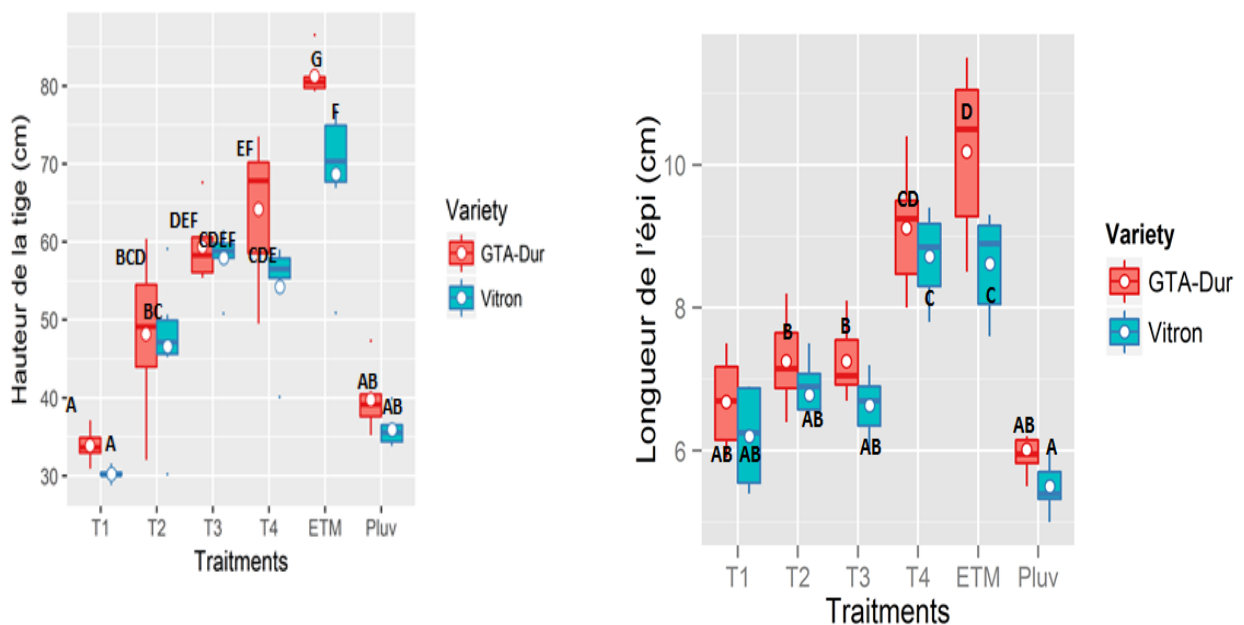 Hauteur de la tige (cm)
80
70
60
50
40
30
A
A
BCD
BC
DEF
CDEF
EF
CDE
G
F
AB
AB
T1 T2 T3 T4 ETM Pluv
Traitments
Variety
GTA-Dur
Vitron
Longueur de l'épi (cm)
10
8
6
AB
AB
B
AB
B
AB
CD
C
D
C
AB
A
T1 T2 T3 T4 ETM Pluv
Traitments
Variety
GTA-Dur
Vitron